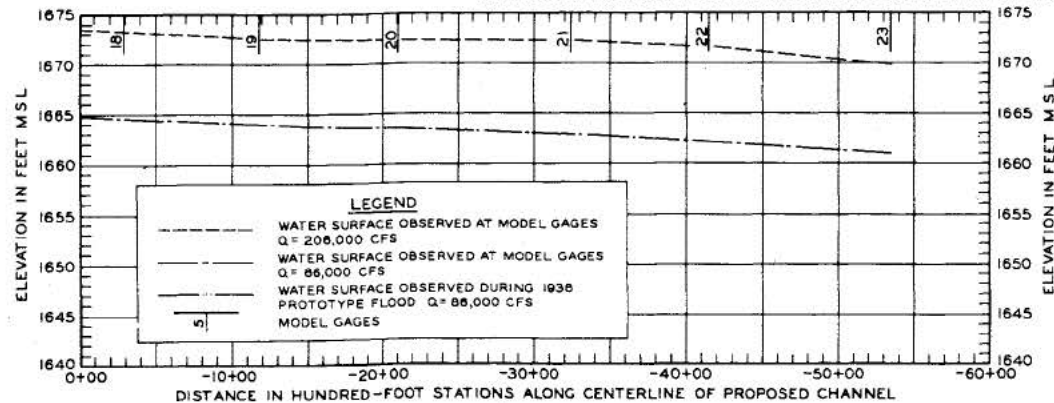 1675
1670
1665
1660
1655
1650
1645
1640
ELEVATION IN FEET M.S.L.
18
19
20
21
22
23
1675
1670
1665
1660
1655
1650
1645
1640
ELEVATION IN FEET M.S.L.
LEGEND
WATER SURFACE OBSERVED AT MODEL GAGES
Q= 206,000 CFS
WATER SURFACE OBSERVED AT MODEL GAGES
Q= 86,000 CFS
WATER SURFACE OBSERVED DURING 1938
PROTOTYPE FLOOD Q= 86,000 CFS
5
MODEL GAGES
0+00
-10+00
-20+00
-30+00
-40+00
-50+00
-60+00
DISTANCE IN HUNDRED-FOOT STATIONS ALONG CENTERLINE OF PROPOSED CHANNEL